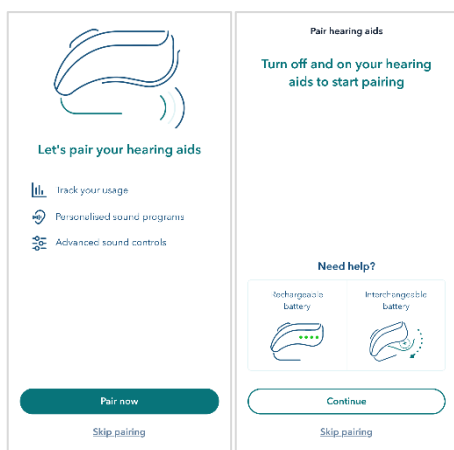 Let's pair your hearing aids
Track your usage
Personalised sound programs
Advanced sound controls
Pair now
Skip pairing
Pair hearing aids
Turn off and on your hearing
aids to start pairing
Need help?
Rechargeable
battery
Interchangeable
battery
Continue
Skip pairing